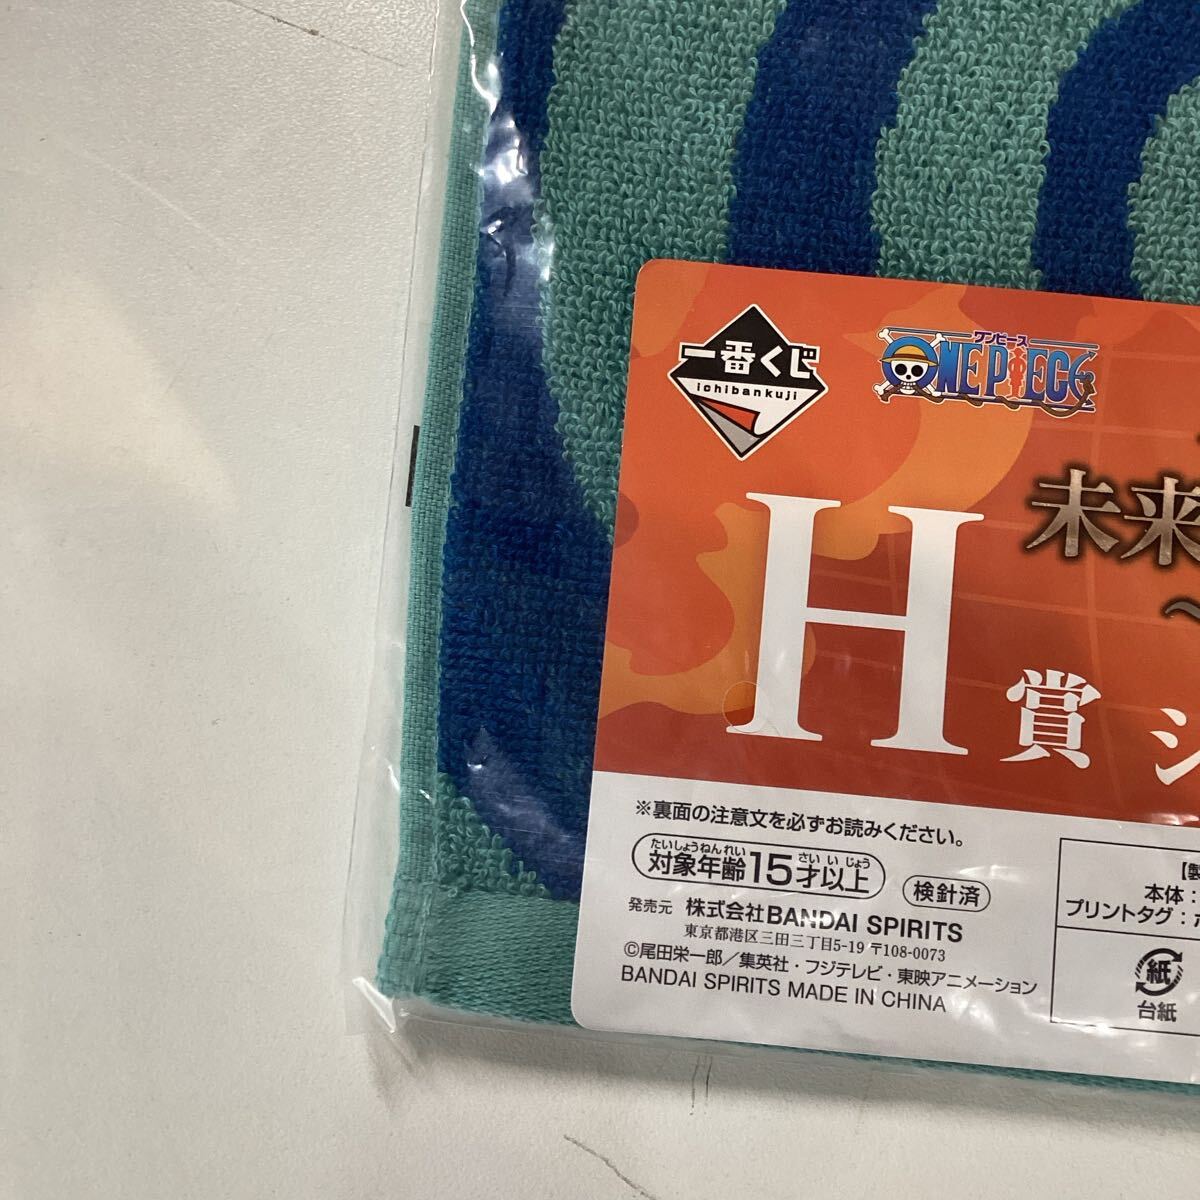 一番くじ
ichibankuji
ワンピース
ONE PIECE
未来
～
H賞
シ
※裏面の注意文を必ずお読みください。
たいしょうねんれい さい いじょう
対象年齢15才以上
検針済
発売元 株式会社BANDAI SPIRITS
東京都港区三田三丁目5-19 〒108-0073
©尾田栄一郎／集英社・フジテレビ・東映アニメーション
BANDAI SPIRITS MADE IN CHINA
【製
本体：
プリントタグ：ポ
紙
台紙